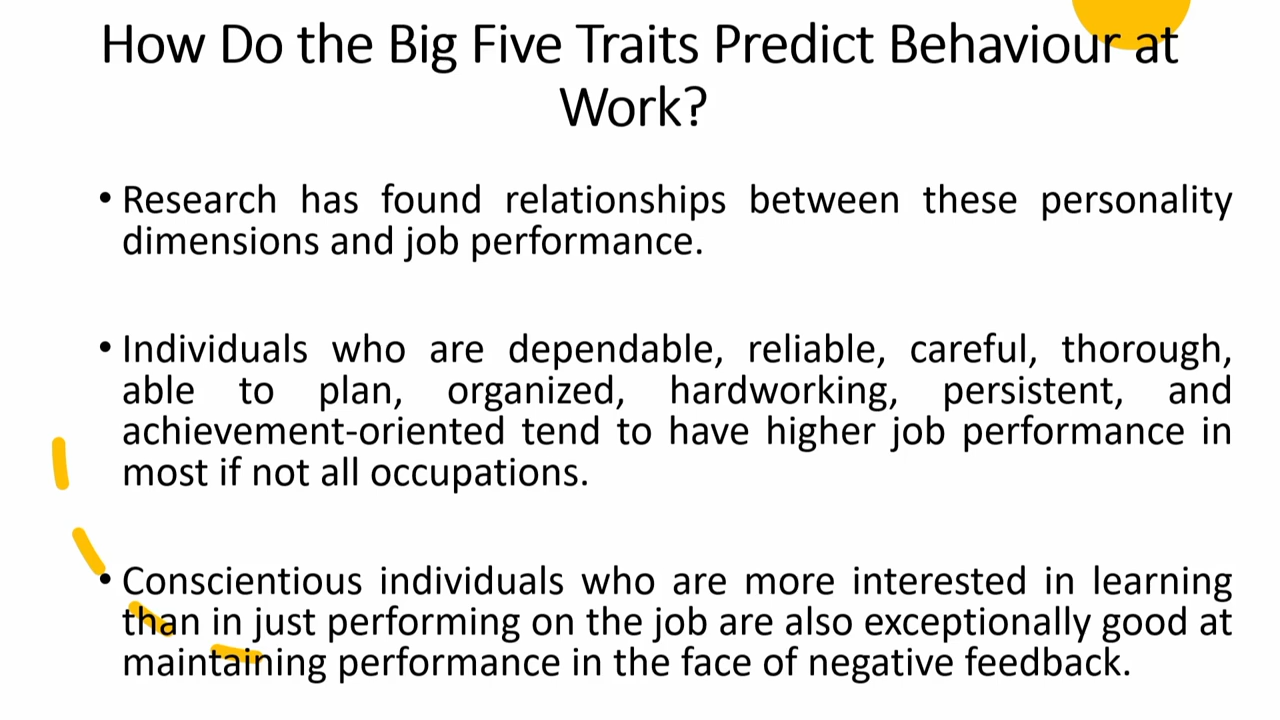 How Do the Big Five Traits Predict Behaviour at
Work?
• Research has found relationships between these personality
dimensions and job performance.
• Individuals who are dependable, reliable, careful, thorough,
able to plan, organized, hardworking, persistent, and
achievement-oriented tend to have higher job performance in
most if not all occupations.
• Conscientious individuals who are more interested in learning
than in just performing on the job are also exceptionally good at
maintaining performance in the face of negative feedback.